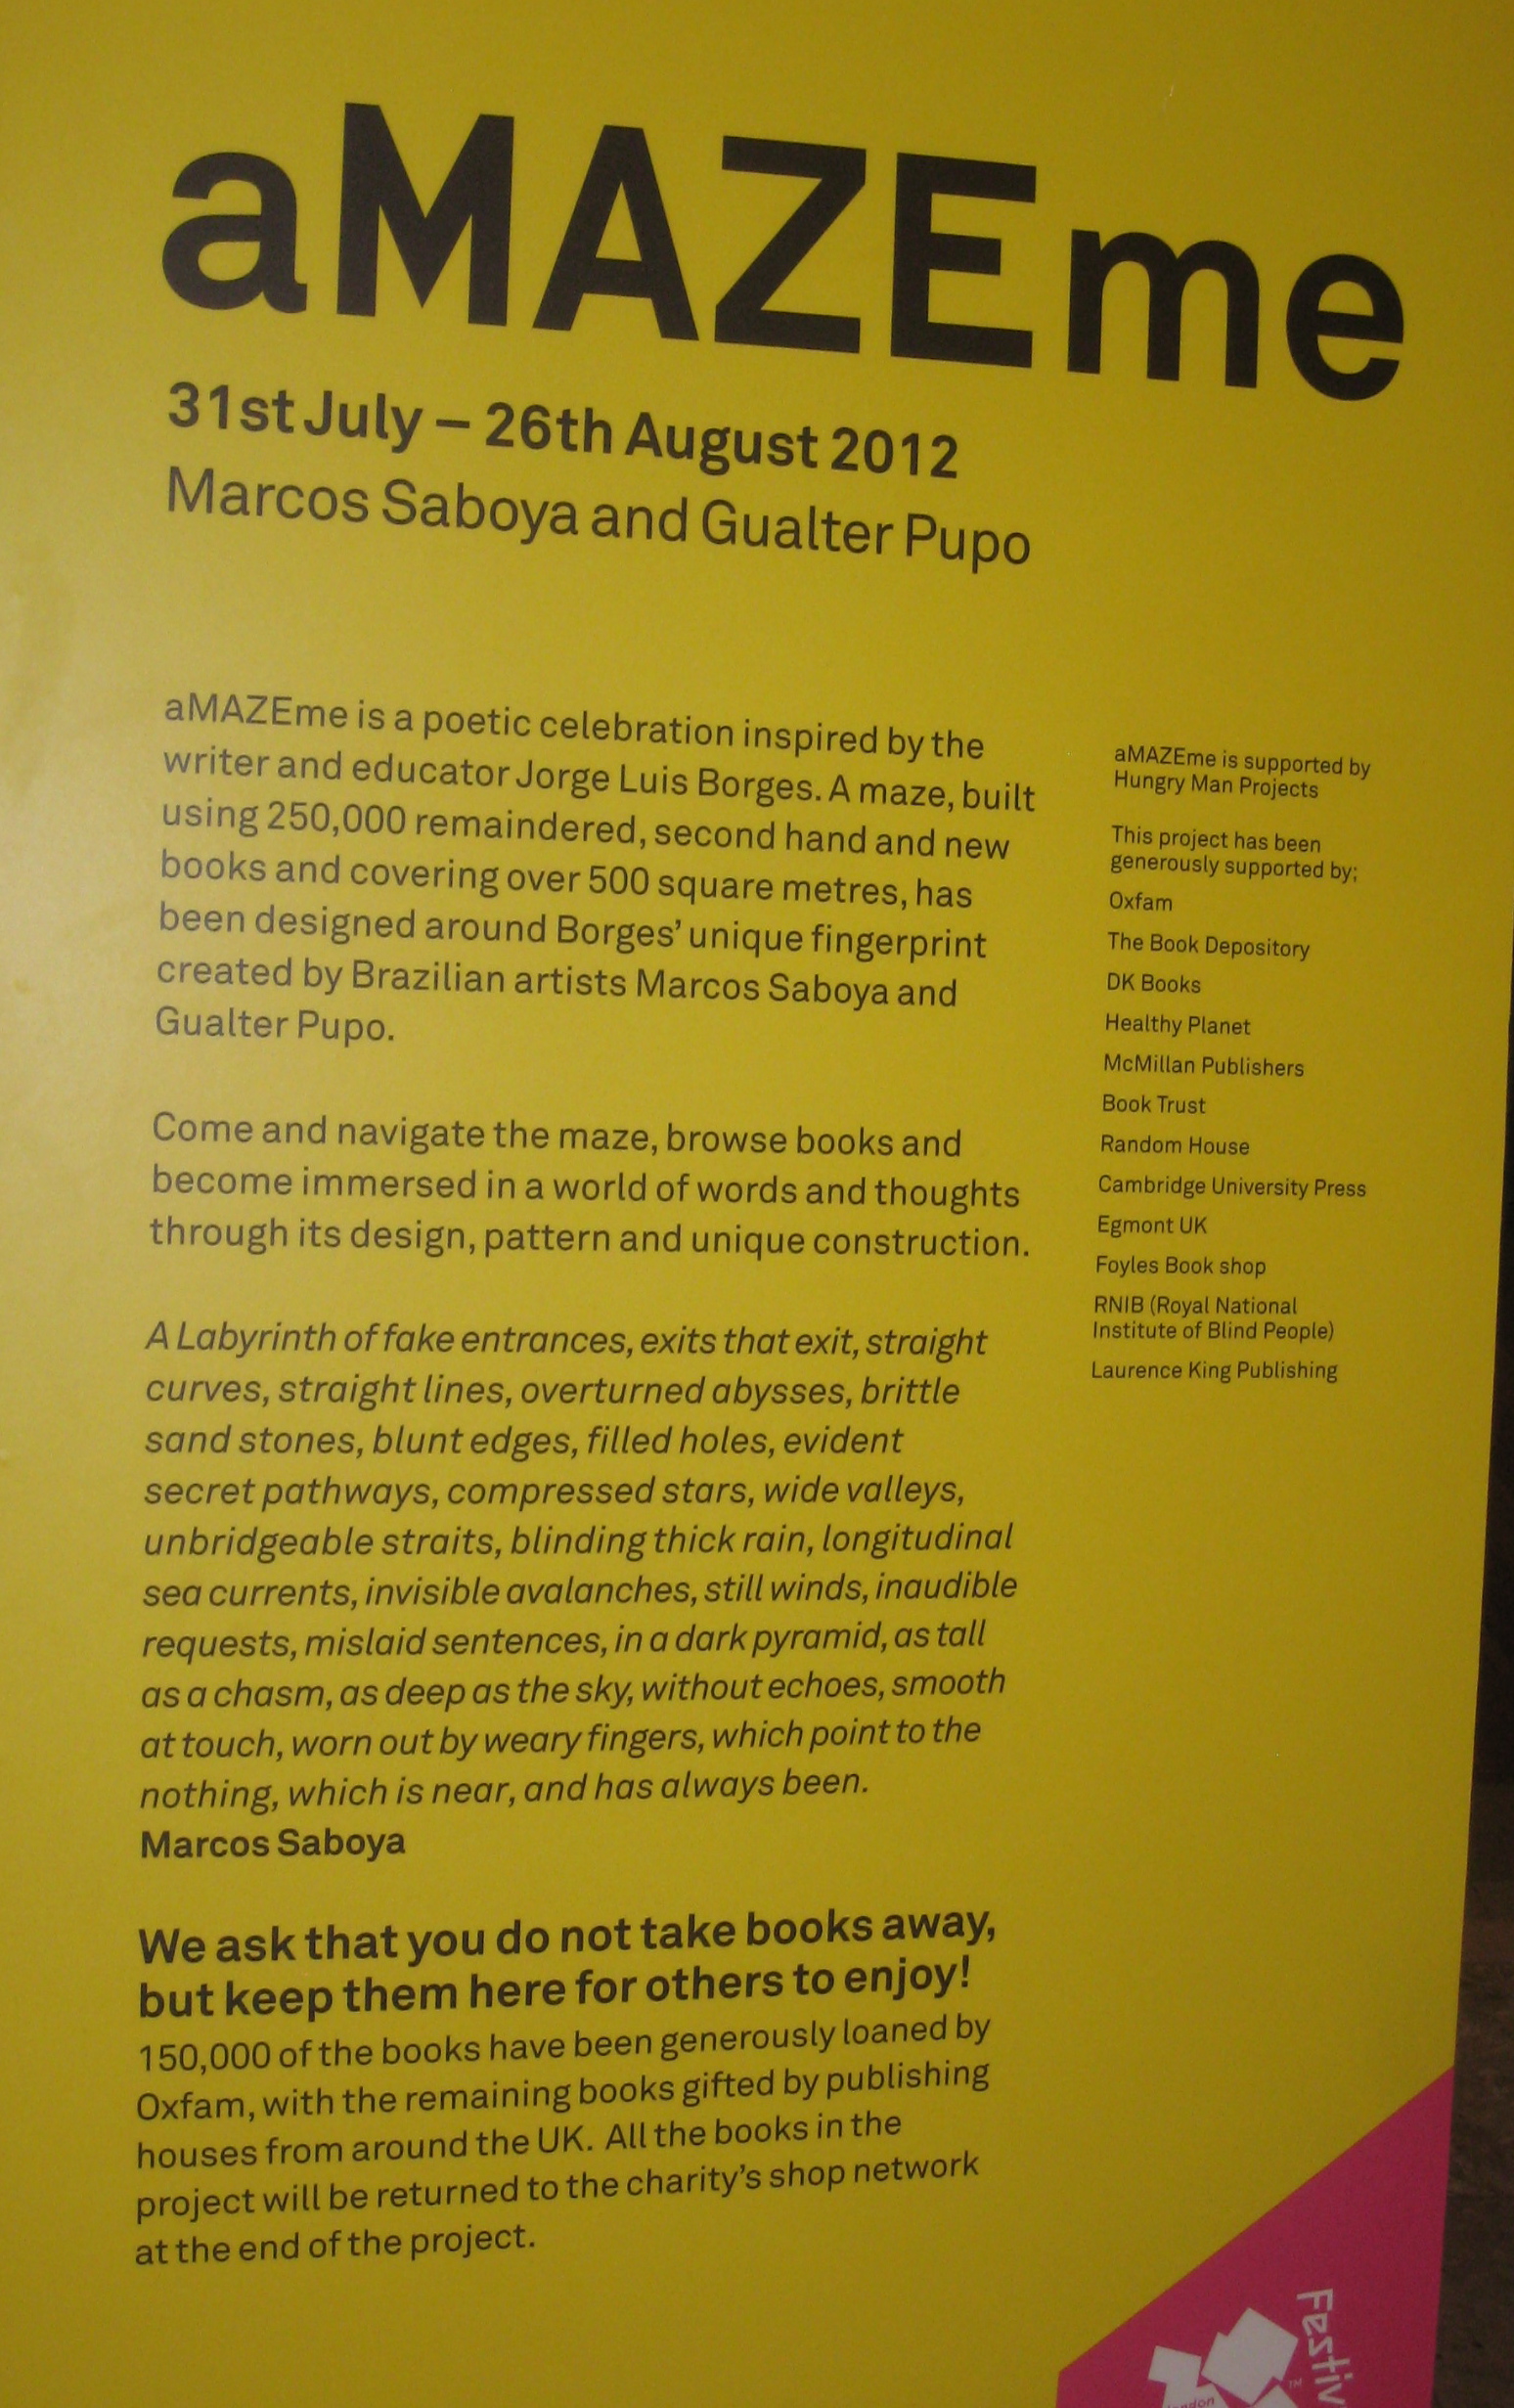 aMAZEme
31st July – 26th August 2012
Marcos Saboya and Gualter Pupo
aMAZEme is a poetic celebration inspired by the
writer and educator Jorge Luis Borges. A maze, built
using 250,000 remaindered, second hand and new
books and covering over 500 square metres, has
been designed around Borges’ unique fingerprint
created by Brazilian artists Marcos Saboya and
Gualter Pupo.
Come and navigate the maze, browse books and
become immersed in a world of words and thoughts
through its design, pattern and unique construction.
A Labyrinth of fake entrances, exits that exit, straight
curves, straight lines, overturned abysses, brittle
sand stones, blunt edges, filled holes, evident
secret pathways, compressed stars, wide valleys,
unbridgeable straits, blinding thick rain, longitudinal
sea currents, invisible avalanches, still winds, inaudible
requests, mislaid sentences, in a dark pyramid, as tall
as a chasm, as deep as the sky, without echoes, smooth
at touch, worn out by weary fingers, which point to the
nothing, which is near, and has always been.
Marcos Saboya
We ask that you do not take books away,
but keep them here for others to enjoy!
150,000 of the books have been generously loaned by
Oxfam, with the remaining books gifted by publishing
houses from around the UK. All the books in the
project will be returned to the charity’s shop network
at the end of the project.
aMAZEme is supported by
Hungry Man Projects
This project has been
generously supported by;
Oxfam
The Book Depository
DK Books
Healthy Planet
McMillan Publishers
Book Trust
Random House
Cambridge University Press
Egmont UK
Foyles Book shop
RNIB (Royal National
Institute of Blind People)
Laurence King Publishing
Festiv
TM